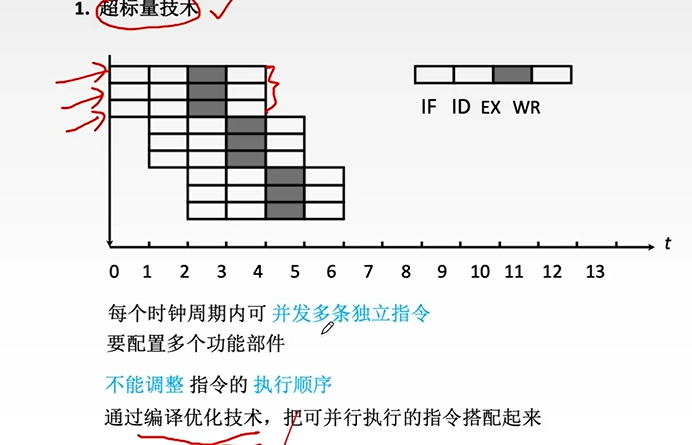 1. 超标量技术
IF ID EX WR
t
0 1 2 3 4 5 6 7 8 9 10 11 12 13
每个时钟周期内可 并发多条独立指令
要配置多个功能部件
不能调整 指令的 执行顺序
通过编译优化技术，把可并行执行的指令搭配起来